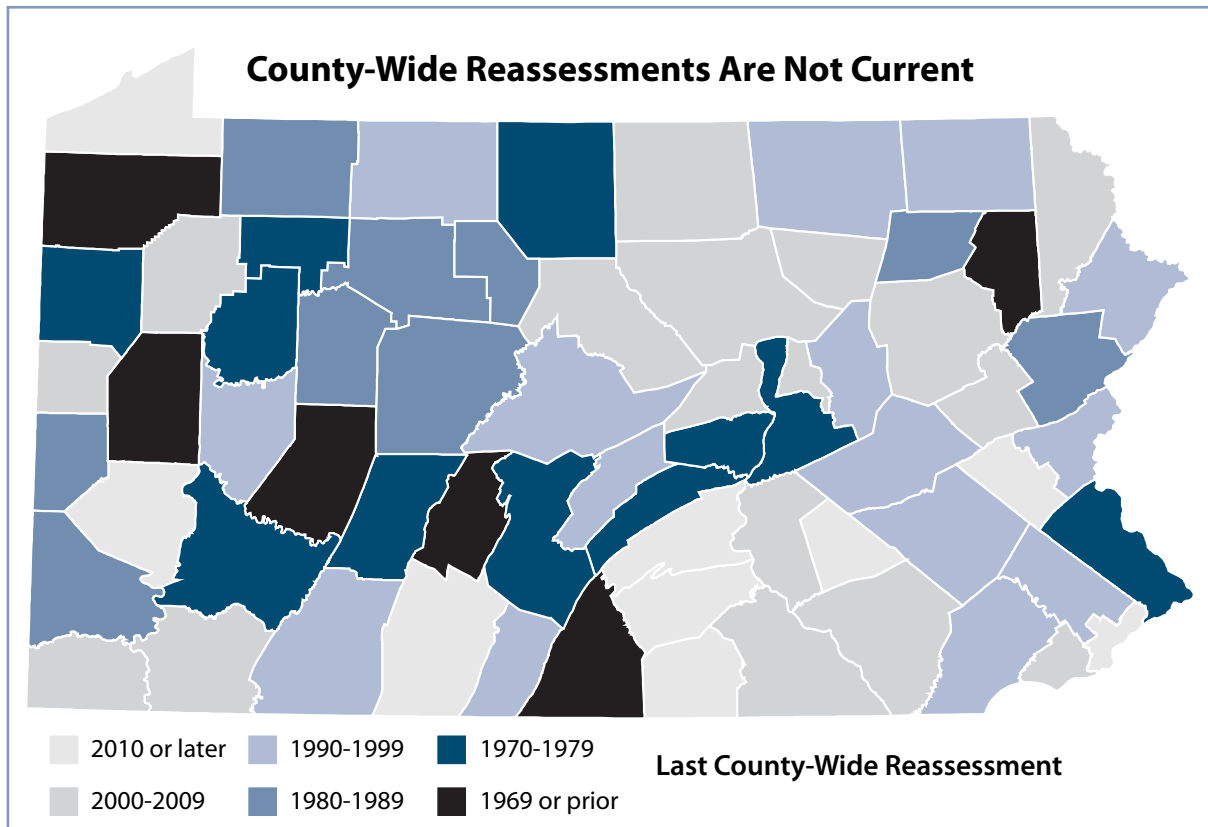 County-Wide Reassessments Are Not Current
2010 or later
1990-1999
1970-1979
2000-2009
1980-1989
1969 or prior
Last County-Wide Reassessment